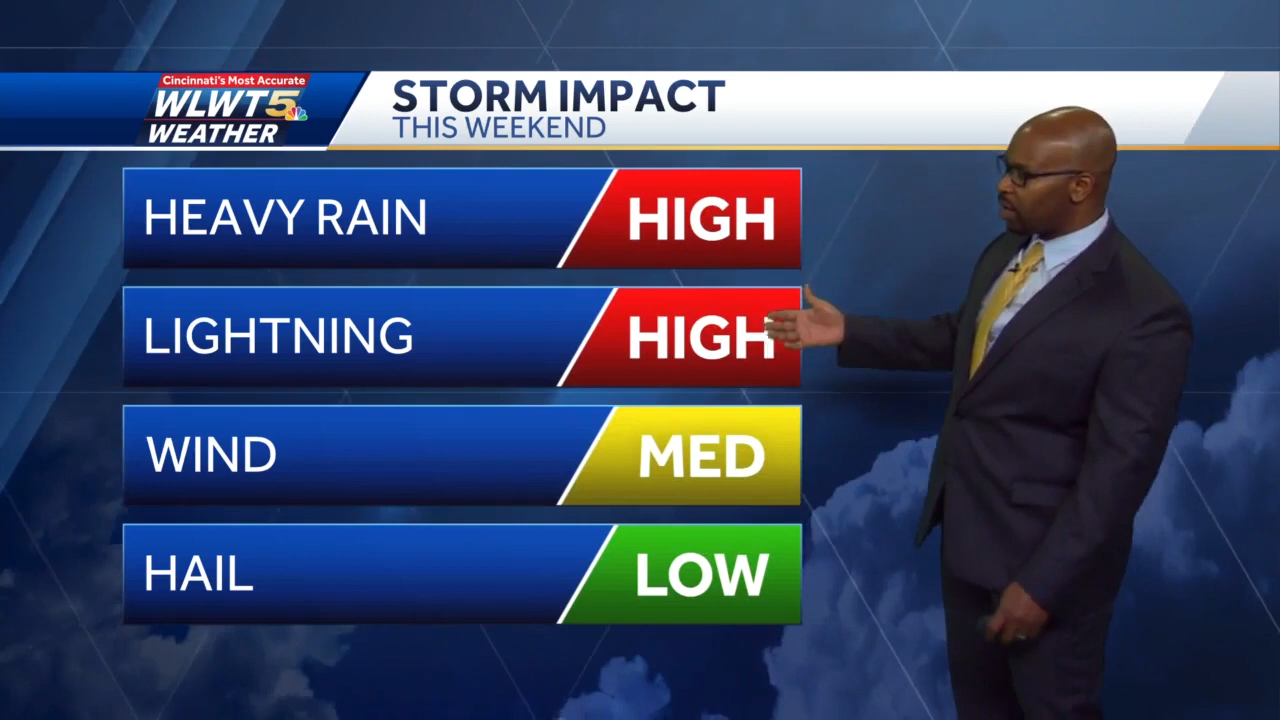 Cincinnati's Most Accurate
WLWT5
WEATHER
STORM IMPACT
THIS WEEKEND
HEAVY RAIN HIGH
LIGHTNING HIGH
WIND MED
HAIL LOW